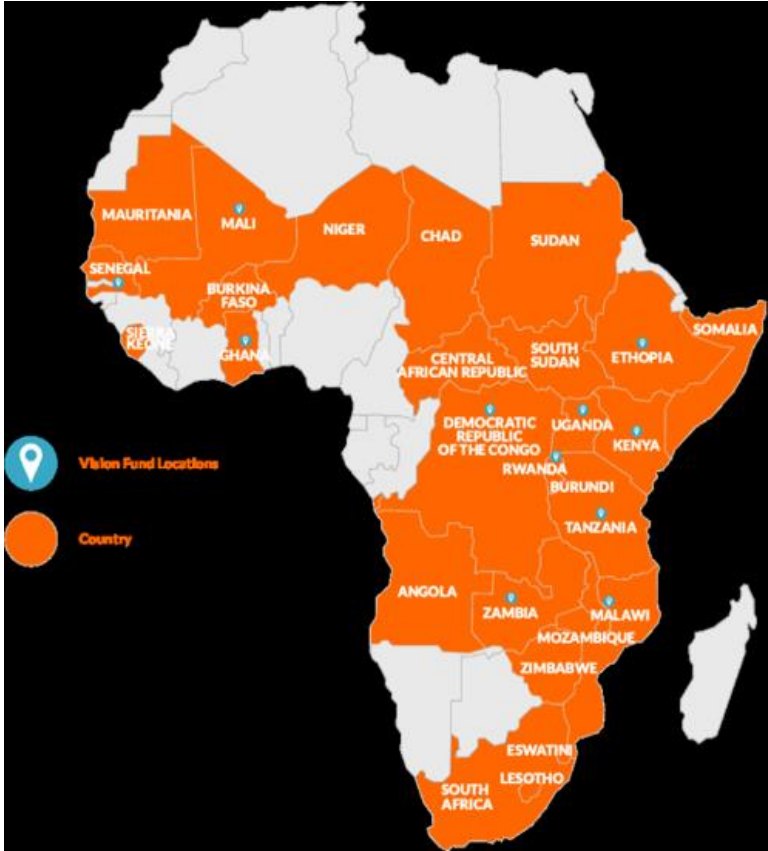 MAURITANIA
MALI
NIGER
CHAD
SUDAN
SENEGAL
BURKINA
FASO
SIERRA
KEONE
GHANA
CENTRAL
AFRICAN REPUBLIC
SOUTH
SUDAN
ETHOPIA
SOMALIA
DEMOCRATIC
REPUBLIC
OF THE CONGO
UGANDA
KENYA
RWANDA
BURUNDI
TANZANIA
Vision Fund Locations
Country
ANGOLA
ZAMBIA
MALAWI
MOZAMBIQUE
ZIMBABWE
ESWATINI
LESOTHO
SOUTH
AFRICA